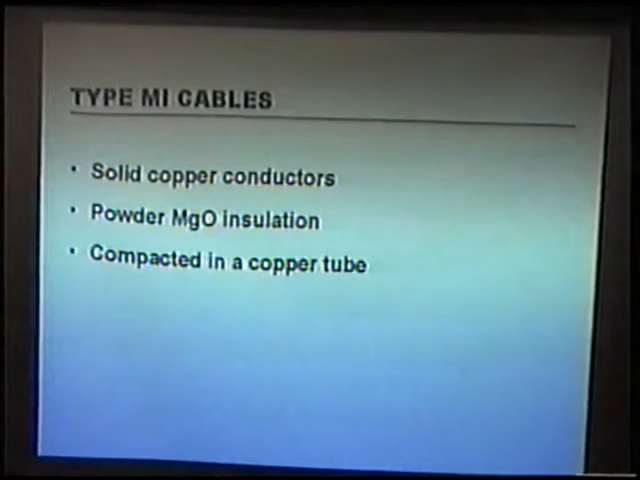 TYPE MI CABLES
• Solid copper conductors
• Powder MgO insulation
• Compacted in a copper tube